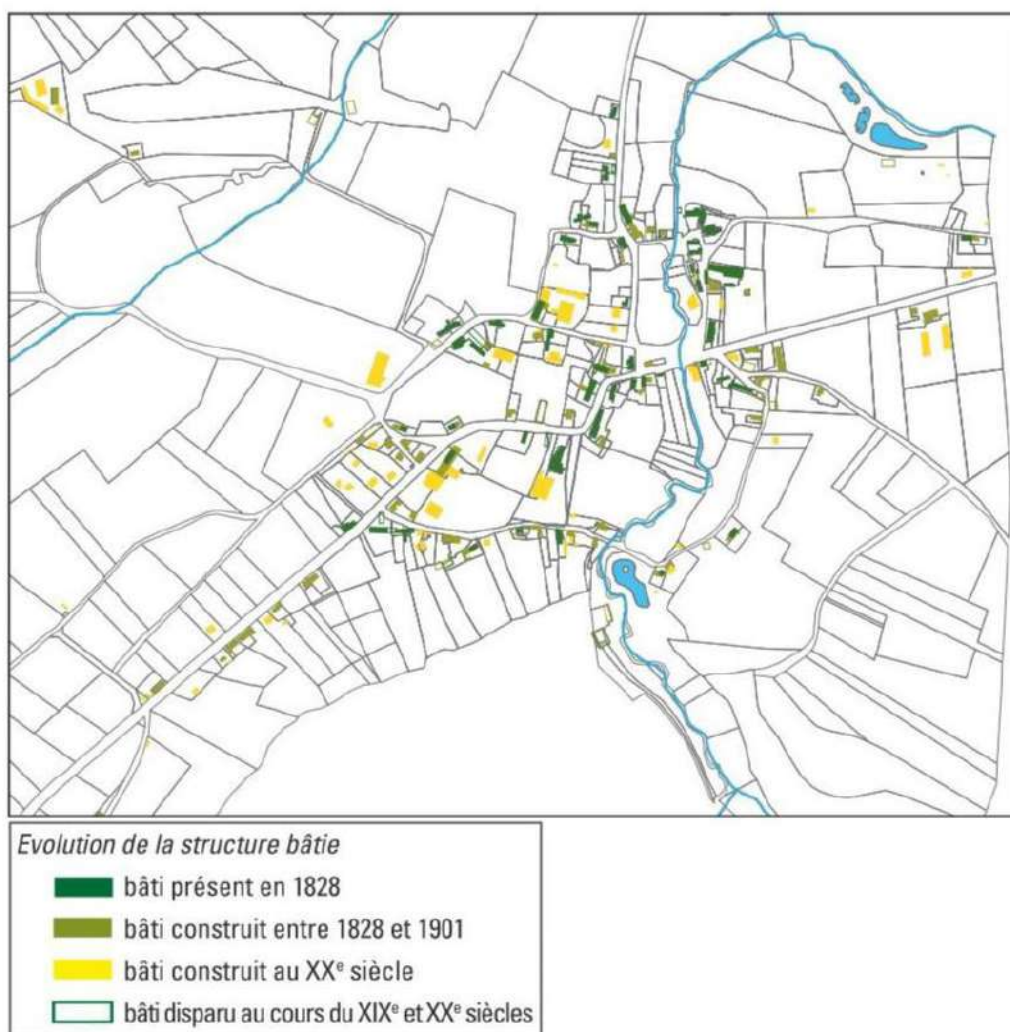 Evolution de la structure bâtie
bâti présent en 1828
bâti construit entre 1828 et 1901
bâti construit au XXe siècle
bâti disparu au cours du XIXe et XXe siècles